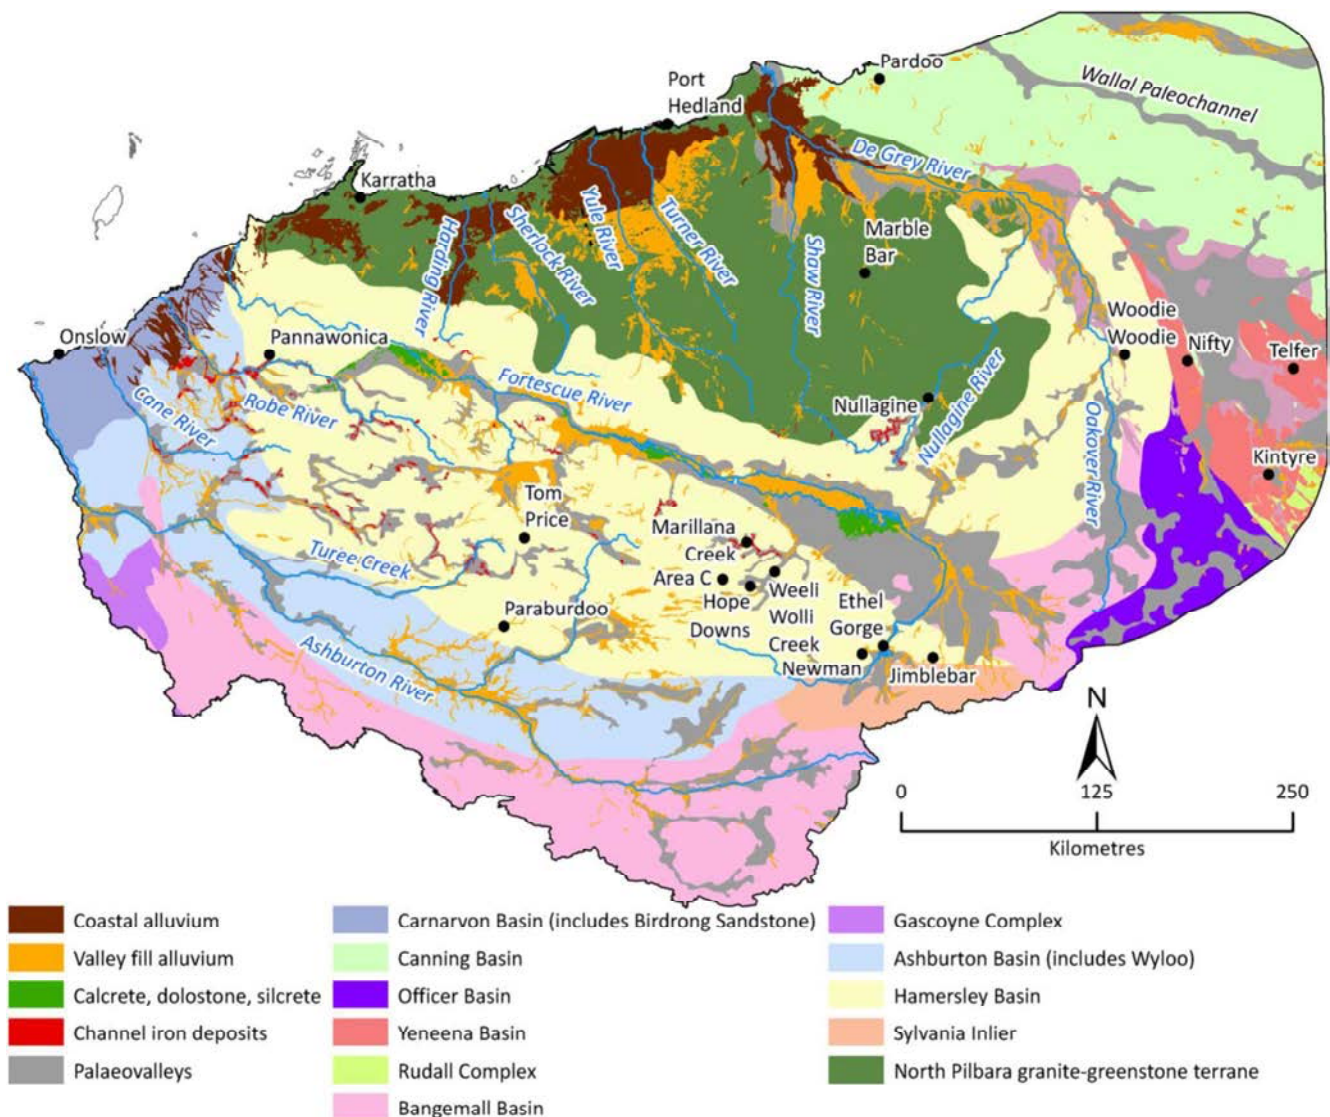 Pardoo
Port
Hedland
Wallal Paleochannel
De Grey River
Karratha
Harding River
Sherlock River
Yule River
Turner River
Shaw River
Marble
Bar
Onslow
Pannawonica
Woodie
Woodie
Nifty
Telfer
Cane River
Robe River
Fortescue River
Nullagine
Nullagine River
Oakover River
Kintyre
Tom
Price
Turee Creek
Marillana
Creek
Area C
Hope
Downs
Weeli
Wolli
Creek
Ethel
Gorge
Paraburdoo
Newman
Jimblebar
Ashburton River
N
0 125 250
Kilometres
Coastal alluvium
Valley fill alluvium
Calcrete, dolostone, silcrete
Channel iron deposits
Palaeovalleys
Carnarvon Basin (includes Birdrong Sandstone)
Canning Basin
Officer Basin
Yeneena Basin
Rudall Complex
Bangemall Basin
Gascoyne Complex
Ashburton Basin (includes Wyloo)
Hamersley Basin
Sylvania Inlier
North Pilbara granite-greenstone terrane